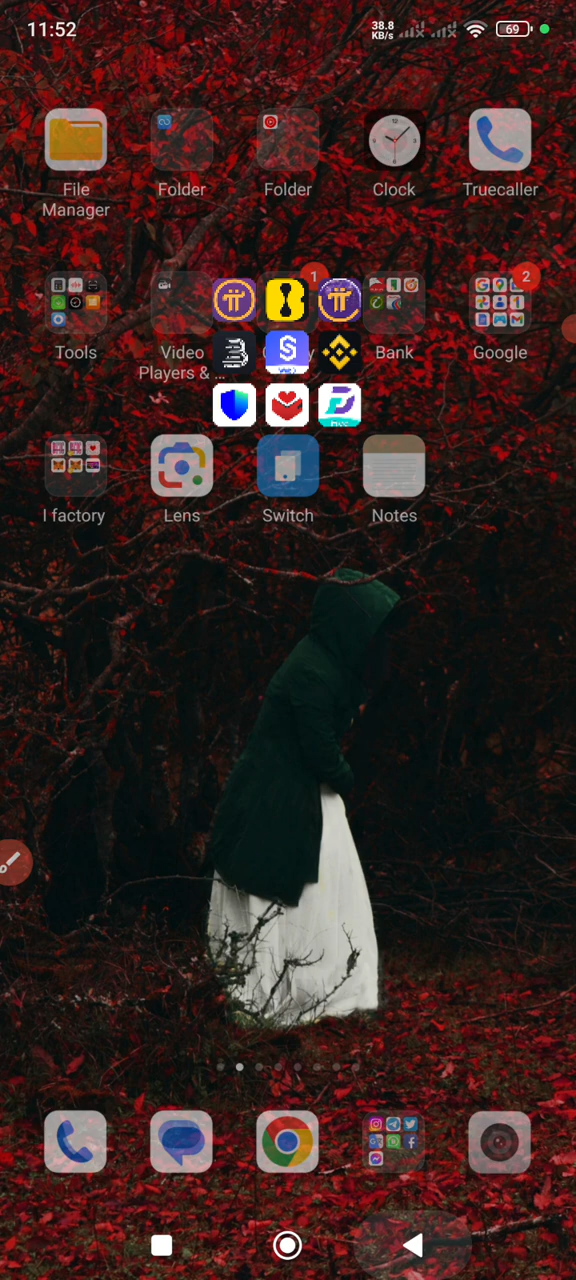 11:52
38.8
KB/s
69
File
Manager
Folder
Folder
Clock
Truecaller
1
2
Tools
Video
Players & ...
Bank
Google
I factory
Lens
Switch
Notes